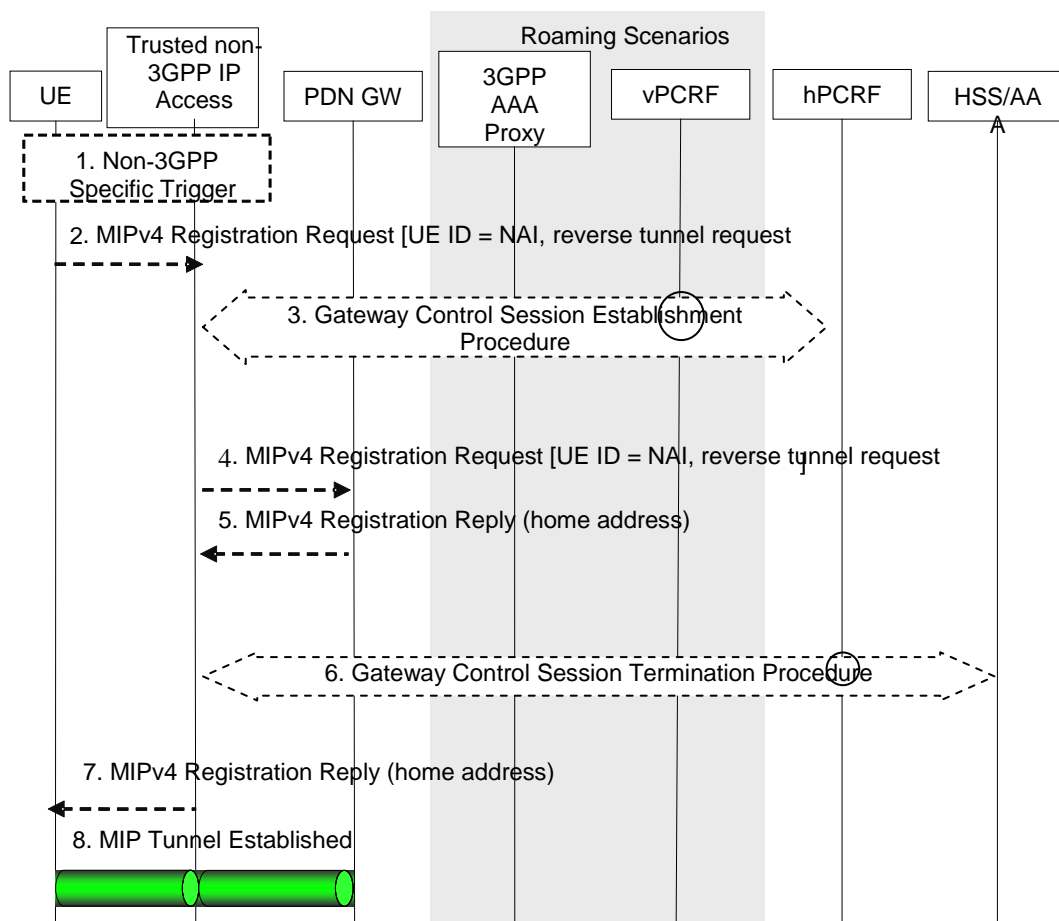 Roaming Scenarios
UE
Trusted non-
3GPP IP
Access
PDN GW
3GPP
AAA
Proxy
vPCRF
hPCRF
HSS/AA
A
1. Non-3GPP
Specific Trigger
2. MIPv4 Registration Request [UE ID = NAI, reverse tunnel request
3. Gateway Control Session Establishment
Procedure
4. MIPv4 Registration Request [UE ID = NAI, reverse tunnel request
]
5. MIPv4 Registration Reply (home address)
6. Gateway Control Session Termination Procedure
7. MIPv4 Registration Reply (home address)
8. MIP Tunnel Established